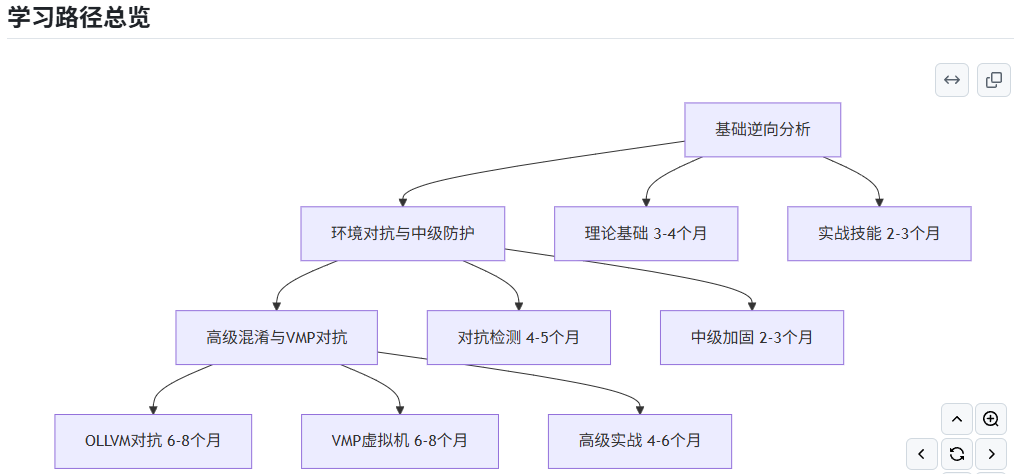 学习路径总览
基础逆向分析
环境对抗与中级防护
理论基础 3-4个月
实战技能 2-3个月
高级混淆与VMP对抗
对抗检测 4-5个月
中级加固 2-3个月
OLLVM对抗 6-8个月
VMP虚拟机 6-8个月
高级实战 4-6个月